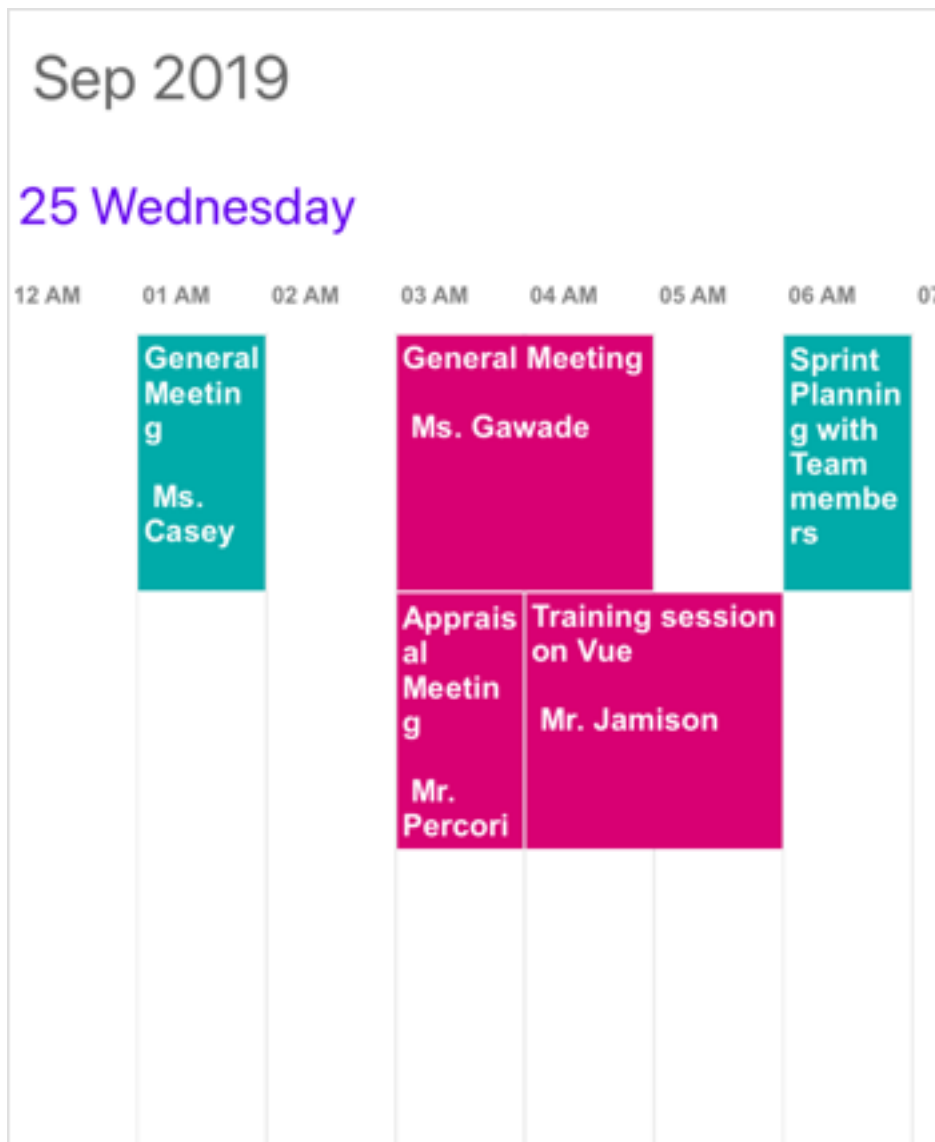 Sep 2019
25 Wednesday
12 AM 01 AM 02 AM 03 AM 04 AM 05 AM 06 AM 07
General
Meetin
g
Ms.
Casey
General Meeting
Ms. Gawade
Sprint
Plannin
g with
Team
membe
rs
Apprais
al
Meetin
g
Mr.
Percori
Training session
on Vue
Mr. Jamison